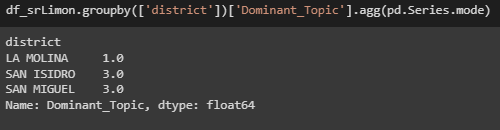 df_srLimon.groupby(['district'])['Dominant_Topic'].agg(pd.Series.mode)
district
LA MOLINA     1.0
SAN ISIDRO    3.0
SAN MIGUEL    3.0
Name: Dominant_Topic, dtype: float64